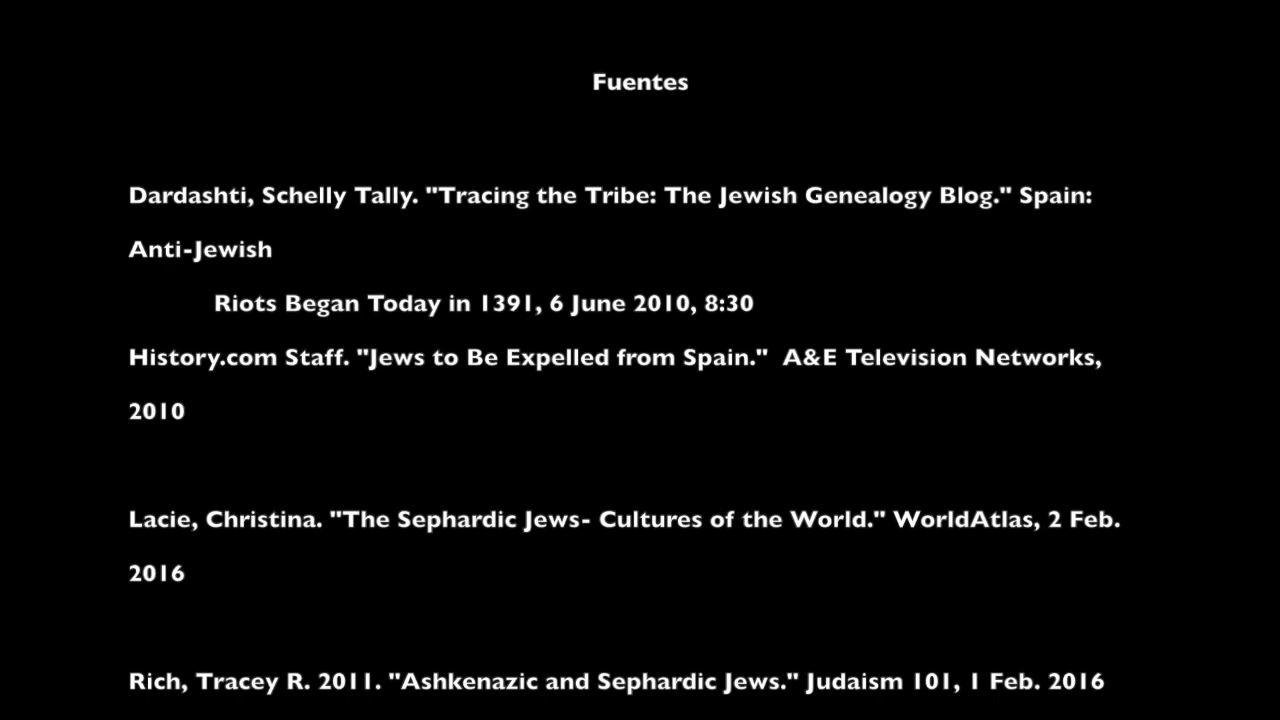 Fuentes
Dardashti, Schelly Tally. "Tracing the Tribe: The Jewish Genealogy Blog." Spain:
Anti-Jewish
Riots Began Today in 1391, 6 June 2010, 8:30
History.com Staff. "Jews to Be Expelled from Spain."  A&E Television Networks,
2010
Lacie, Christina. "The Sephardic Jews- Cultures of the World." WorldAtlas, 2 Feb.
2016
Rich, Tracey R. 2011. "Ashkenazic and Sephardic Jews." Judaism 101, 1 Feb. 2016